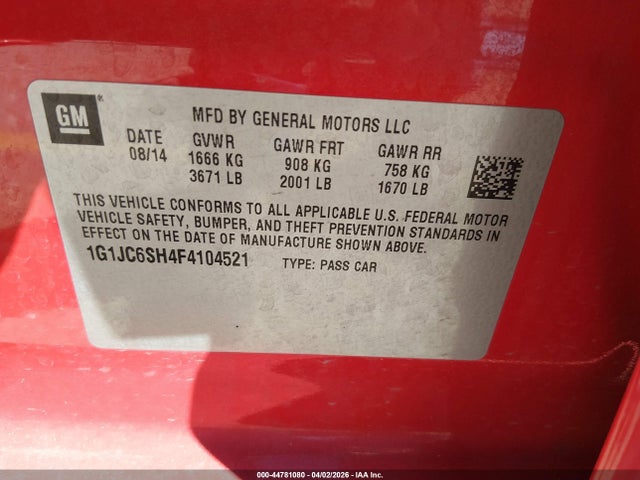 GM ®
MFD BY GENERAL MOTORS LLC
DATE GVWR GAWR FRT GAWR RR
08/14 1666 KG 908 KG 758 KG
3671 LB 2001 LB 1670 LB
THIS VEHICLE CONFORMS TO ALL APPLICABLE U.S. FEDERAL MOTOR
VEHICLE SAFETY, BUMPER, AND THEFT PREVENTION STANDARDS IN
EFFECT ON THE DATE OF MANUFACTURE SHOWN ABOVE.
1G1JC6SH4F4104521 TYPE: PASS CAR
000-44781080 - 04/02/2026 - IAA Inc.